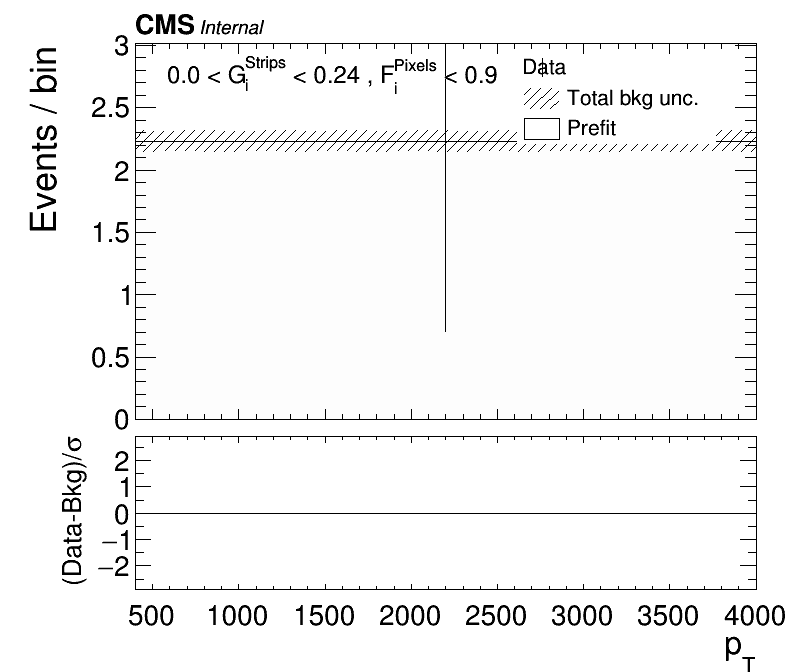 CMS Internal
0.0 < G_i^Strips < 0.24 , F_i^Pixels < 0.9
Data
Total bkg unc.
Prefit
Events / bin
3
2.5
2
1.5
1
0.5
0
(Data-Bkg)/σ
2
1
0
−1
−2
500 1000 1500 2000 2500 3000 3500 4000
p_T